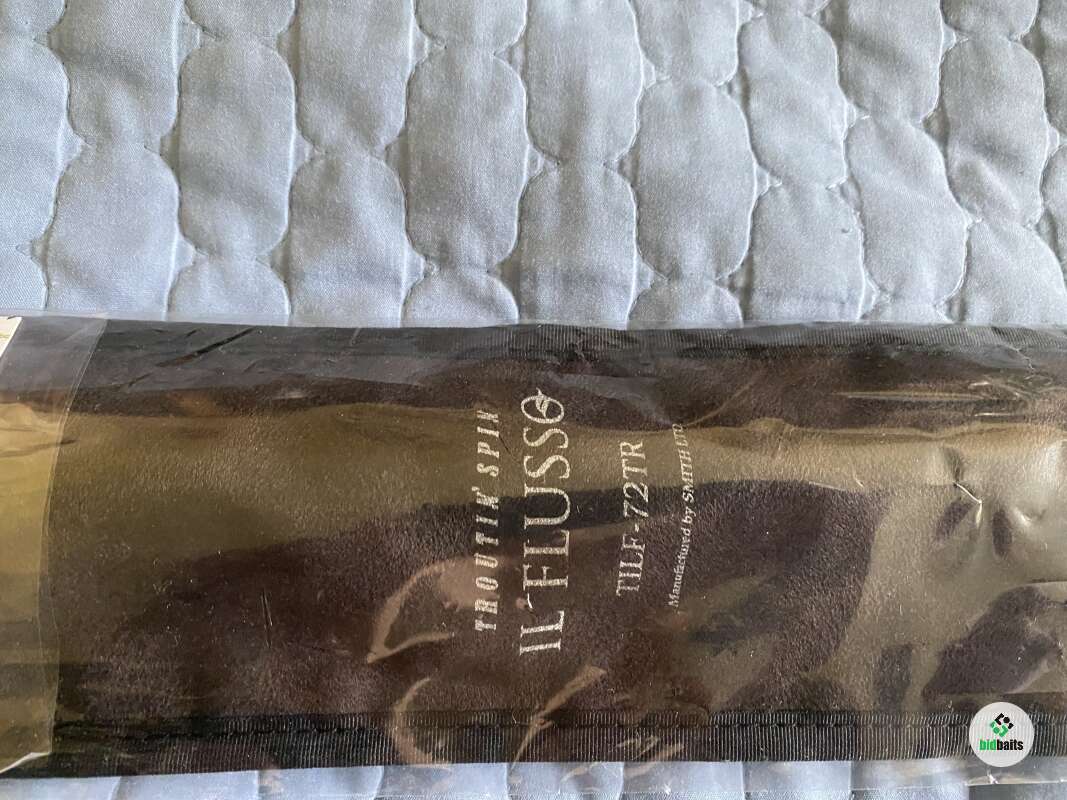 TROUTIN' SPIN
IL-FLUSSO
TILF-72TR
Manufactured by SMITH LTD.
bidbaits